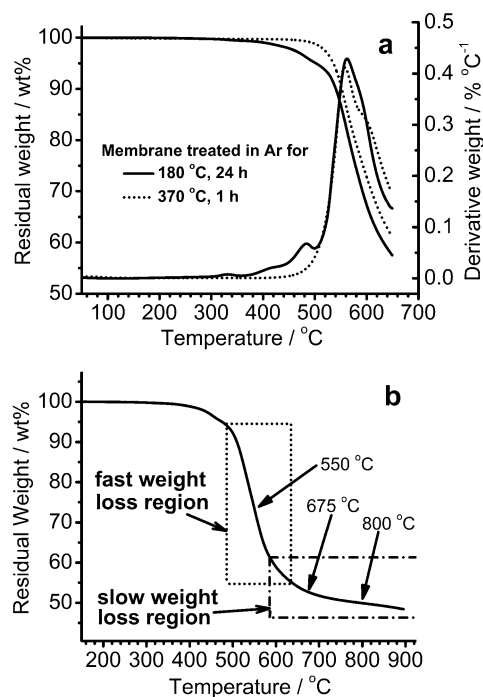 a
Residual weight / wt%
Derivative weight / % °C⁻¹
100
90
80
70
60
50
0.5
0.4
0.3
0.2
0.1
0.0
Membrane treated in Ar for
180 °C, 24 h
370 °C, 1 h
100 200 300 400 500 600 700
Temperature / °C
b
Residual Weight / wt%
100
90
80
70
60
50
550 °C
fast weight
loss region
675 °C
800 °C
slow weight
loss region
200 300 400 500 600 700 800 900
Temperature / °C